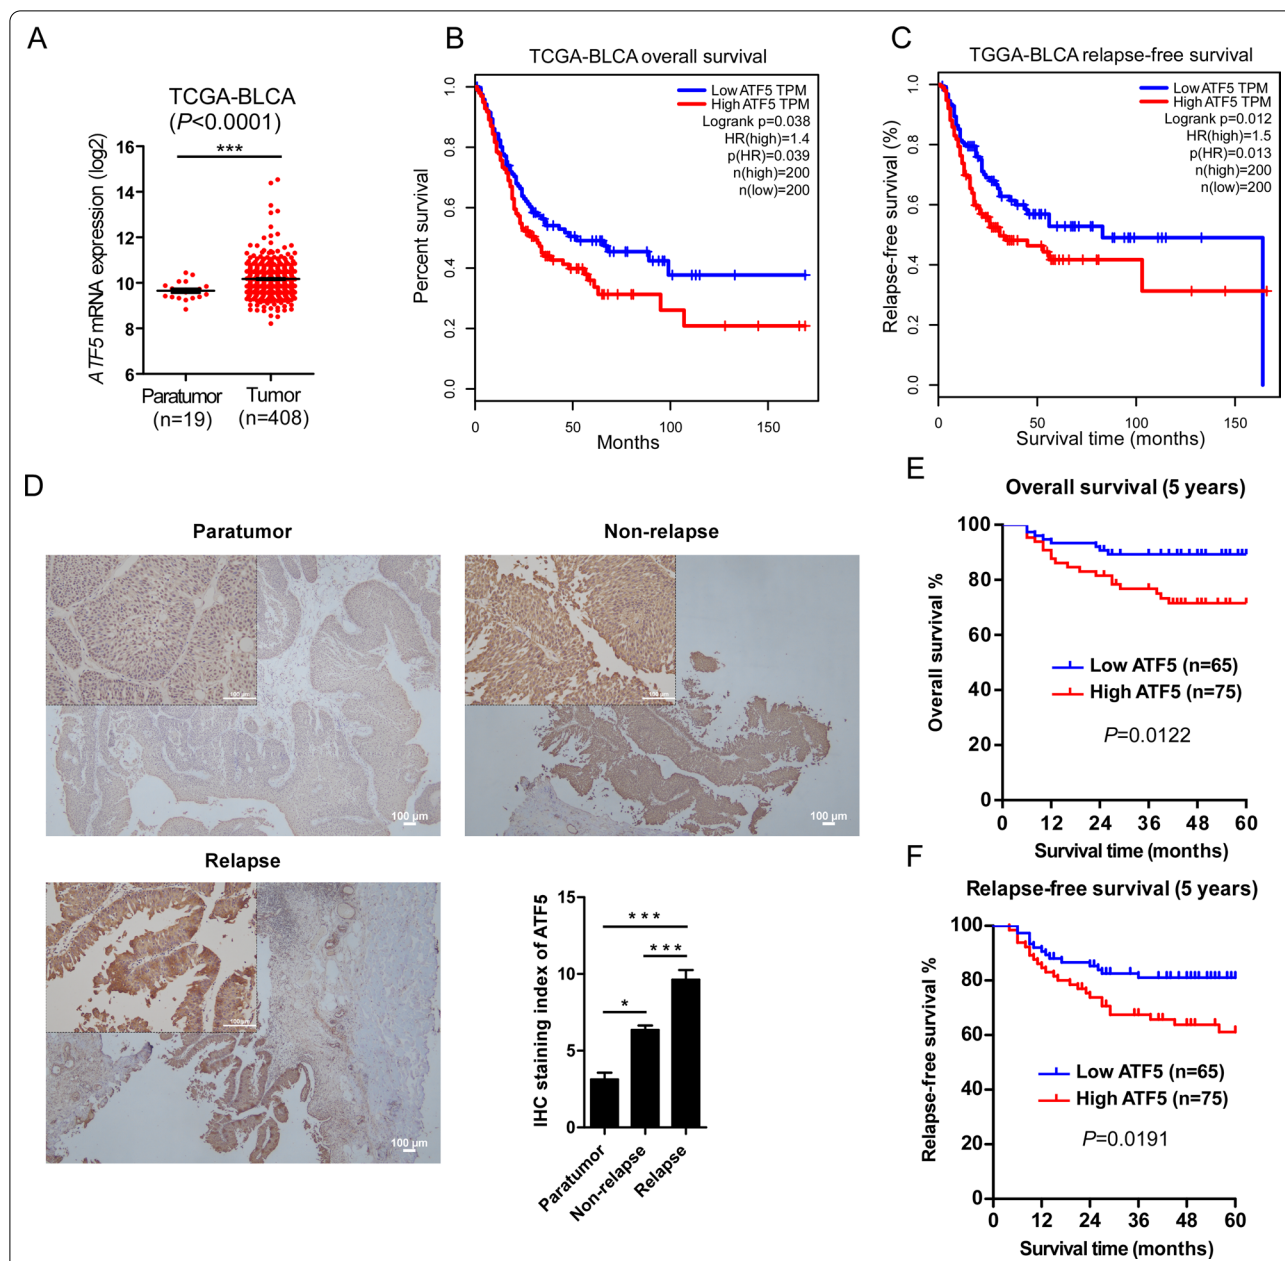 A
TCGA-BLCA
(P<0.0001)
***
ATF5 mRNA expression (log2)
16
14
12
10
8
6
Paratumor
(n=19)
Tumor
(n=408)
B
TCGA-BLCA overall survival
Low ATF5 TPM
High ATF5 TPM
Logrank p=0.038
HR(high)=1.4
p(HR)=0.039
n(high)=200
n(low)=200
Percent survival
1.0
0.8
0.6
0.4
0.2
0.0
0 50 100 150
Months
C
TGGA-BLCA relapse-free survival
Low ATF5 TPM
High ATF5 TPM
Logrank p=0.012
HR(high)=1.5
p(HR)=0.013
n(high)=200
n(low)=200
Relapse-free survival (%)
1.0
0.8
0.6
0.4
0.2
0.0
0 50 100 150
Survival time (months)
D
Paratumor
100 µm
100 µm
Non-relapse
100 µm
100 µm
Relapse
100 µm
100 µm
IHC staining index of ATF5
15
10
5
0
***
***
*
Paratumor
Non-relapse
Relapse
E
Overall survival (5 years)
Overall survival %
100
80
60
40
20
0
Low ATF5 (n=65)
High ATF5 (n=75)
P=0.0122
0 12 24 36 48 60
Survival time (months)
F
Relapse-free survival (5 years)
Relapse-free survival %
100
80
60
40
20
0
Low ATF5 (n=65)
High ATF5 (n=75)
P=0.0191
0 12 24 36 48 60
Survival time (months)